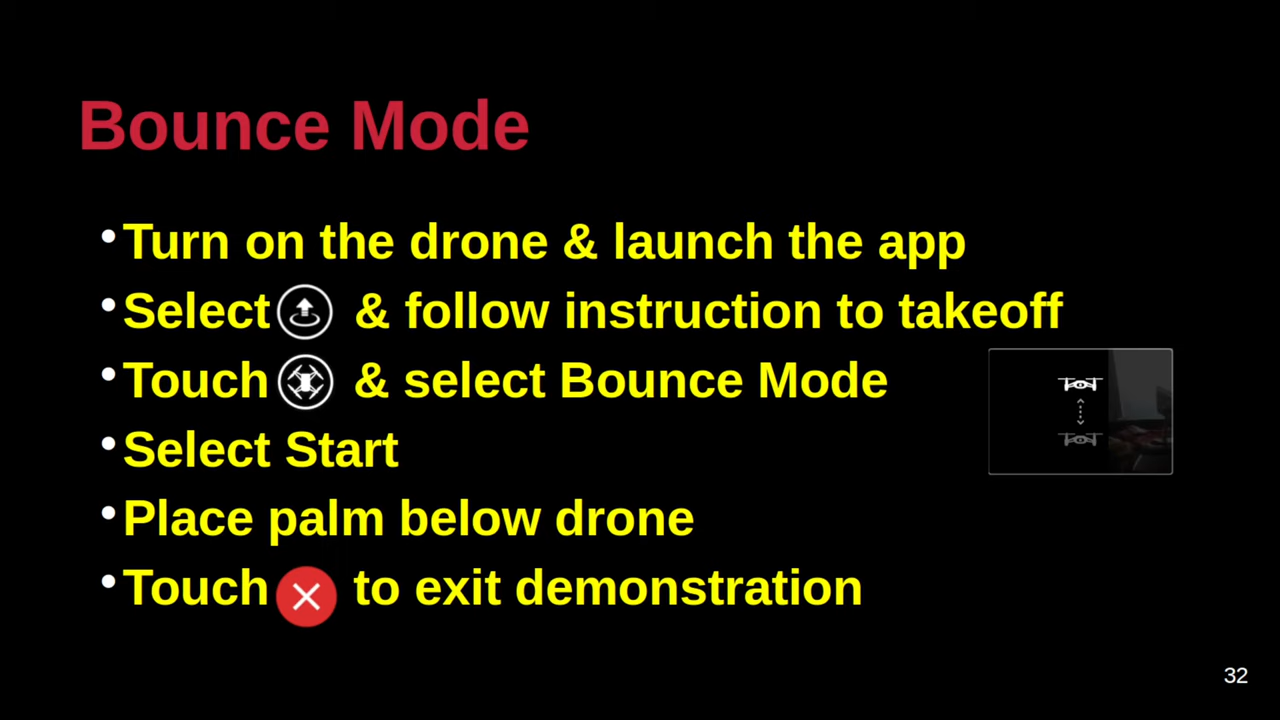 Bounce Mode
•Turn on the drone & launch the app
•Select & follow instruction to takeoff
•Touch & select Bounce Mode
•Select Start
•Place palm below drone
•Touch to exit demonstration
32